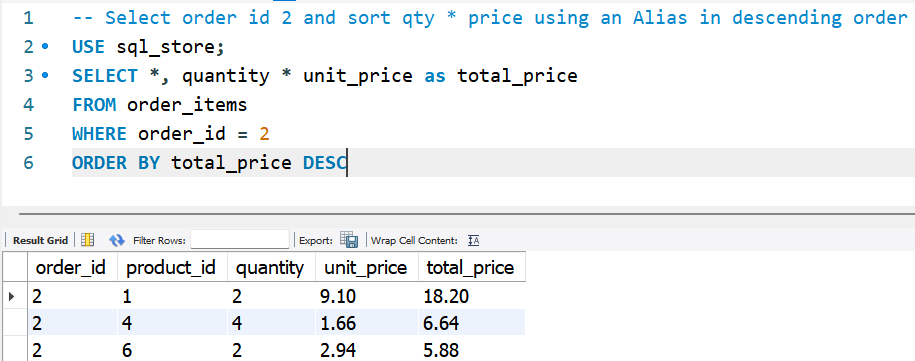 1 -- Select order id 2 and sort qty * price using an Alias in descending order
2 USE sql_store;
3 SELECT *, quantity * unit_price as total_price
4 FROM order_items
5 WHERE order_id = 2
6 ORDER BY total_price DESC
Result Grid Filter Rows: Export: Wrap Cell Content: IA
order_id product_id quantity unit_price total_price
2 1 2 9.10 18.20
2 4 4 1.66 6.64
2 6 2 2.94 5.88